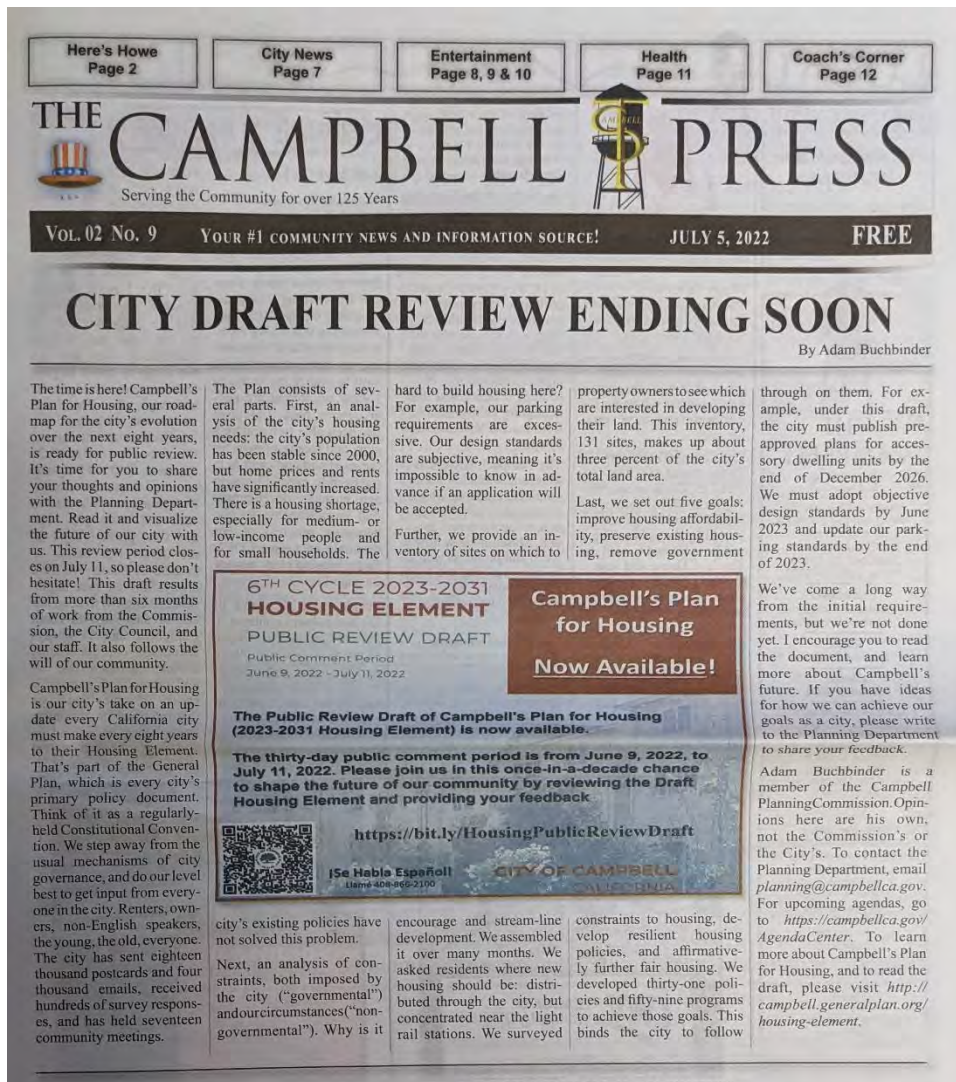 Here's Howe
Page 2
City News
Page 7
Entertainment
Page 8, 9 & 10
Health
Page 11
Coach's Corner
Page 12
THE CAMPBELL PRESS
CAMPBELL
Serving the Community for over 125 Years
VOL. 02 No. 9
YOUR #1 COMMUNITY NEWS AND INFORMATION SOURCE!
JULY 5, 2022
FREE
CITY DRAFT REVIEW ENDING SOON
By Adam Buchbinder
The time is here! Campbell's
Plan for Housing, our road-
map for the city's evolution
over the next eight years,
is ready for public review.
It's time for you to share
your thoughts and opinions
with the Planning Depart-
ment. Read it and visualize
the future of our city with
us. This review period clos-
es on July 11, so please don't
hesitate! This draft results
from more than six months
of work from the Commis-
sion, the City Council, and
our staff. It also follows the
will of our community.
Campbell's Plan for Housing
is our city's take on an up-
date every California city
must make every eight years
to their Housing Element.
That's part of the General
Plan, which is every city's
primary policy document.
Think of it as a regularly-
held Constitutional Conven-
tion. We step away from the
usual mechanisms of city
governance, and do our level
best to get input from every-
one in the city. Renters, own-
ers, non-English speakers,
the young, the old, everyone.
The city has sent eighteen
thousand postcards and four
thousand emails, received
hundreds of survey respons-
es, and has held seventeen
community meetings.
The Plan consists of sev-
eral parts. First, an anal-
ysis of the city's housing
needs: the city's population
has been stable since 2000,
but home prices and rents
have significantly increased.
There is a housing shortage,
especially for medium- or
low-income people and
for small households. The
city's existing policies have
not solved this problem.
Next, an analysis of con-
straints, both imposed by
the city ("governmental")
and our circumstances ("non-
governmental"). Why is it
hard to build housing here?
For example, our parking
requirements are exces-
sive. Our design standards
are subjective, meaning it's
impossible to know in ad-
vance if an application will
be accepted.
Further, we provide an in-
ventory of sites on which to
encourage and stream-line
development. We assembled
it over many months. We
asked residents where new
housing should be: distri-
buted through the city, but
concentrated near the light
rail stations. We surveyed
property owners to see which
are interested in developing
their land. This inventory,
131 sites, makes up about
three percent of the city's
total land area.
Last, we set out five goals:
improve housing affordabil-
ity, preserve existing hous-
ing, remove government
constraints to housing, de-
velop resilient housing
policies, and affirmative-
ly further fair housing. We
developed thirty-one poli-
cies and fifty-nine programs
to achieve those goals. This
binds the city to follow
through on them. For ex-
ample, under this draft,
the city must publish pre-
approved plans for acces-
sory dwelling units by the
end of December 2026.
We must adopt objective
design standards by June
2023 and update our park-
ing standards by the end
of 2023.
We've come a long way
from the initial require-
ments, but we're not done
yet. I encourage you to read
the document, and learn
more about Campbell's
future. If you have ideas
for how we can achieve our
goals as a city, please write
to the Planning Department
to share your feedback.
Adam Buchbinder is a
member of the Campbell
Planning Commission. Opin-
ions here are his own,
not the Commission's or
the City's. To contact the
Planning Department, email
planning@campbellca.gov.
For upcoming agendas, go
to https://campbellca.gov/
AgendaCenter. To learn
more about Campbell's Plan
for Housing, and to read the
draft, please visit http://
campbell.generalplan.org/
housing-element.
6TH CYCLE 2023-2031
HOUSING ELEMENT
PUBLIC REVIEW DRAFT
Public Comment Period
June 9, 2022 - July 11, 2022
Campbell's Plan
for Housing
Now Available!
The Public Review Draft of Campbell's Plan for Housing
(2023-2031 Housing Element) is now available.
The thirty-day public comment period is from June 9, 2022, to
July 11, 2022. Please join us in this once-in-a-decade chance
to shape the future of our community by reviewing the Draft
Housing Element and providing your feedback
https://bit.ly/HousingPublicReviewDraft
¡Se Habla Español!
Llame 408-866-2100
CITY OF CAMPBELL
CALIFORNIA